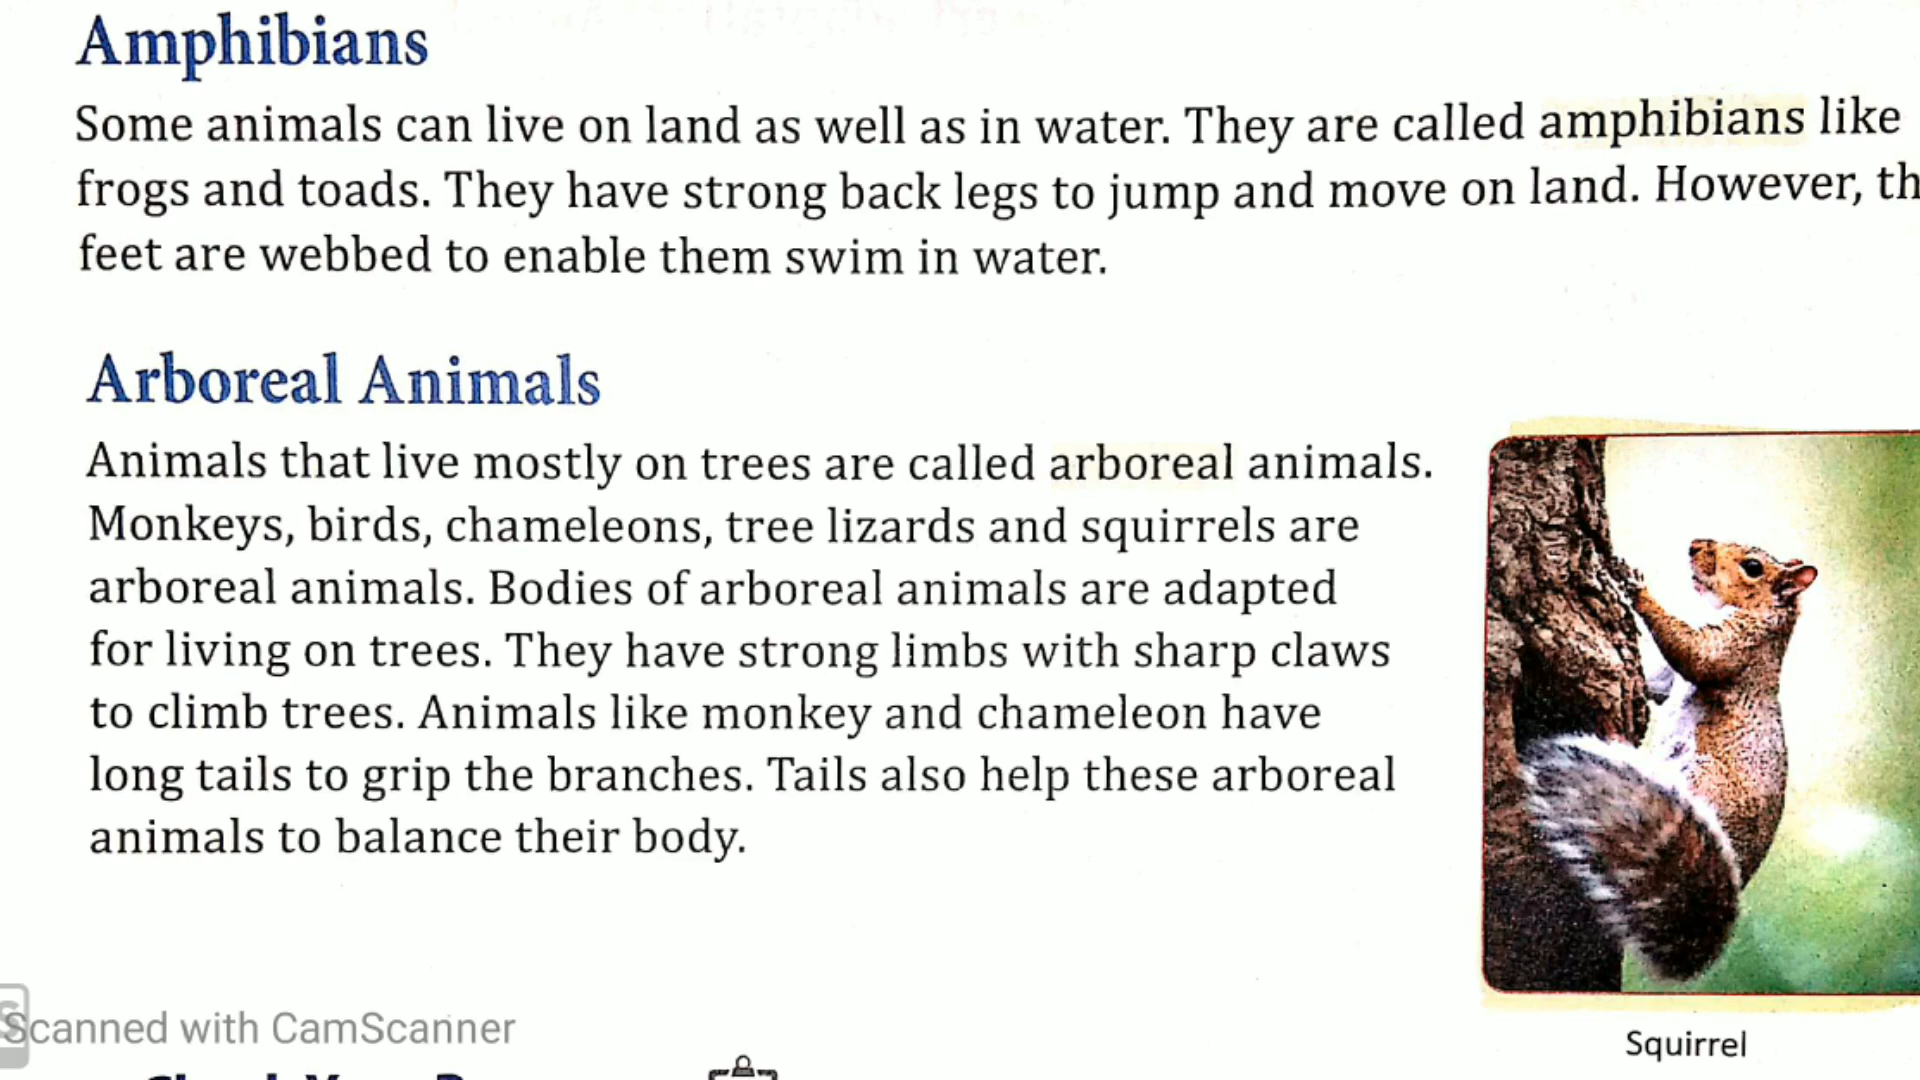 Amphibians
Some animals can live on land as well as in water. They are called amphibians like
frogs and toads. They have strong back legs to jump and move on land. However, th
feet are webbed to enable them swim in water.
Arboreal Animals
Animals that live mostly on trees are called arboreal animals.
Monkeys, birds, chameleons, tree lizards and squirrels are
arboreal animals. Bodies of arboreal animals are adapted
for living on trees. They have strong limbs with sharp claws
to climb trees. Animals like monkey and chameleon have
long tails to grip the branches. Tails also help these arboreal
animals to balance their body.
Squirrel
Scanned with CamScanner